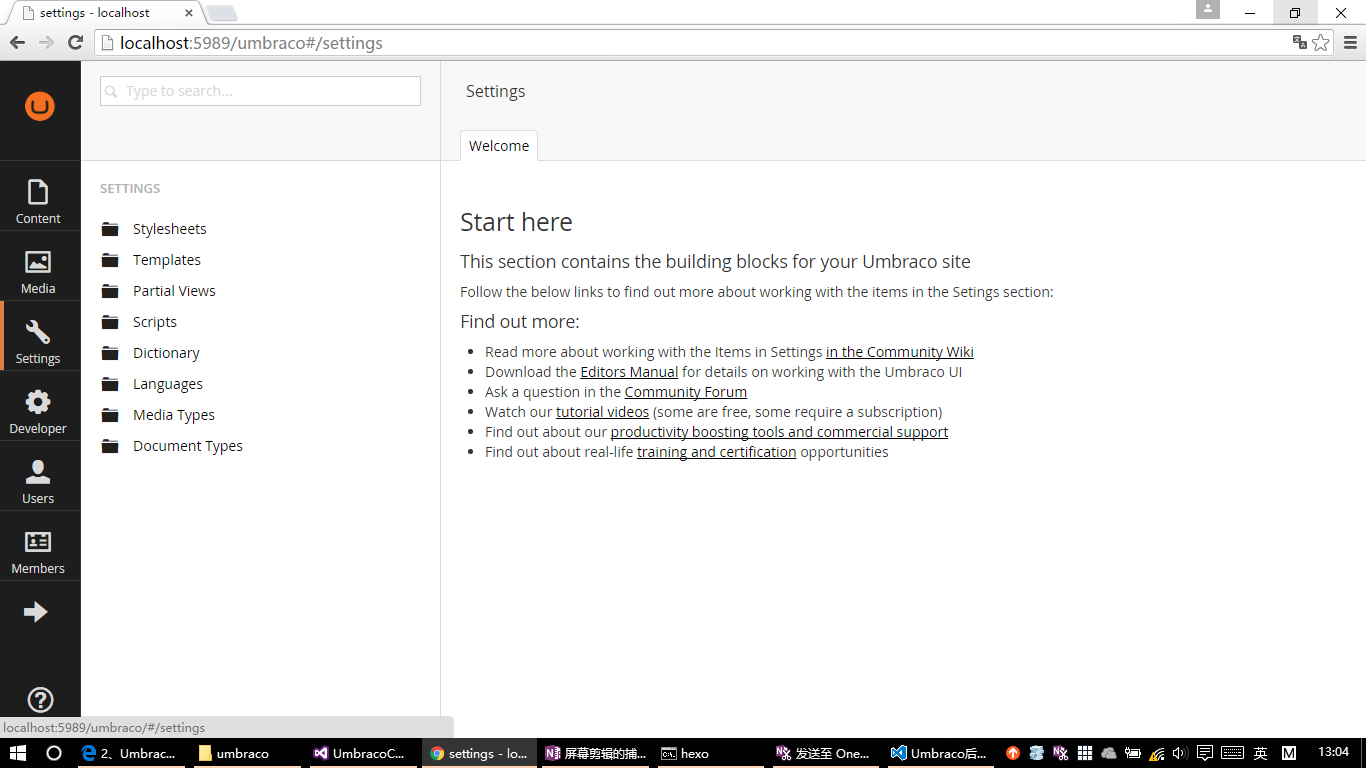 settings - localhost
localhost:5989/umbraco#/settings
Type to search...
Settings
Welcome
Content
Media
Settings
Developer
Users
Members
SETTINGS
Stylesheets
Templates
Partial Views
Scripts
Dictionary
Languages
Media Types
Document Types
Start here
This section contains the building blocks for your Umbraco site
Follow the below links to find out more about working with the items in the Setings section:
Find out more:
Read more about working with the Items in Settings in the Community Wiki
Download the Editors Manual for details on working with the Umbraco UI
Ask a question in the Community Forum
Watch our tutorial videos (some are free, some require a subscription)
Find out about our productivity boosting tools and commercial support
Find out about real-life training and certification opportunities
localhost:5989/umbraco/#/settings
2、Umbrac...
umbraco
UmbracoC...
settings - lo...
屏幕剪辑的捕...
hexo
发送至 One...
Umbraco后...
英
M
13:04